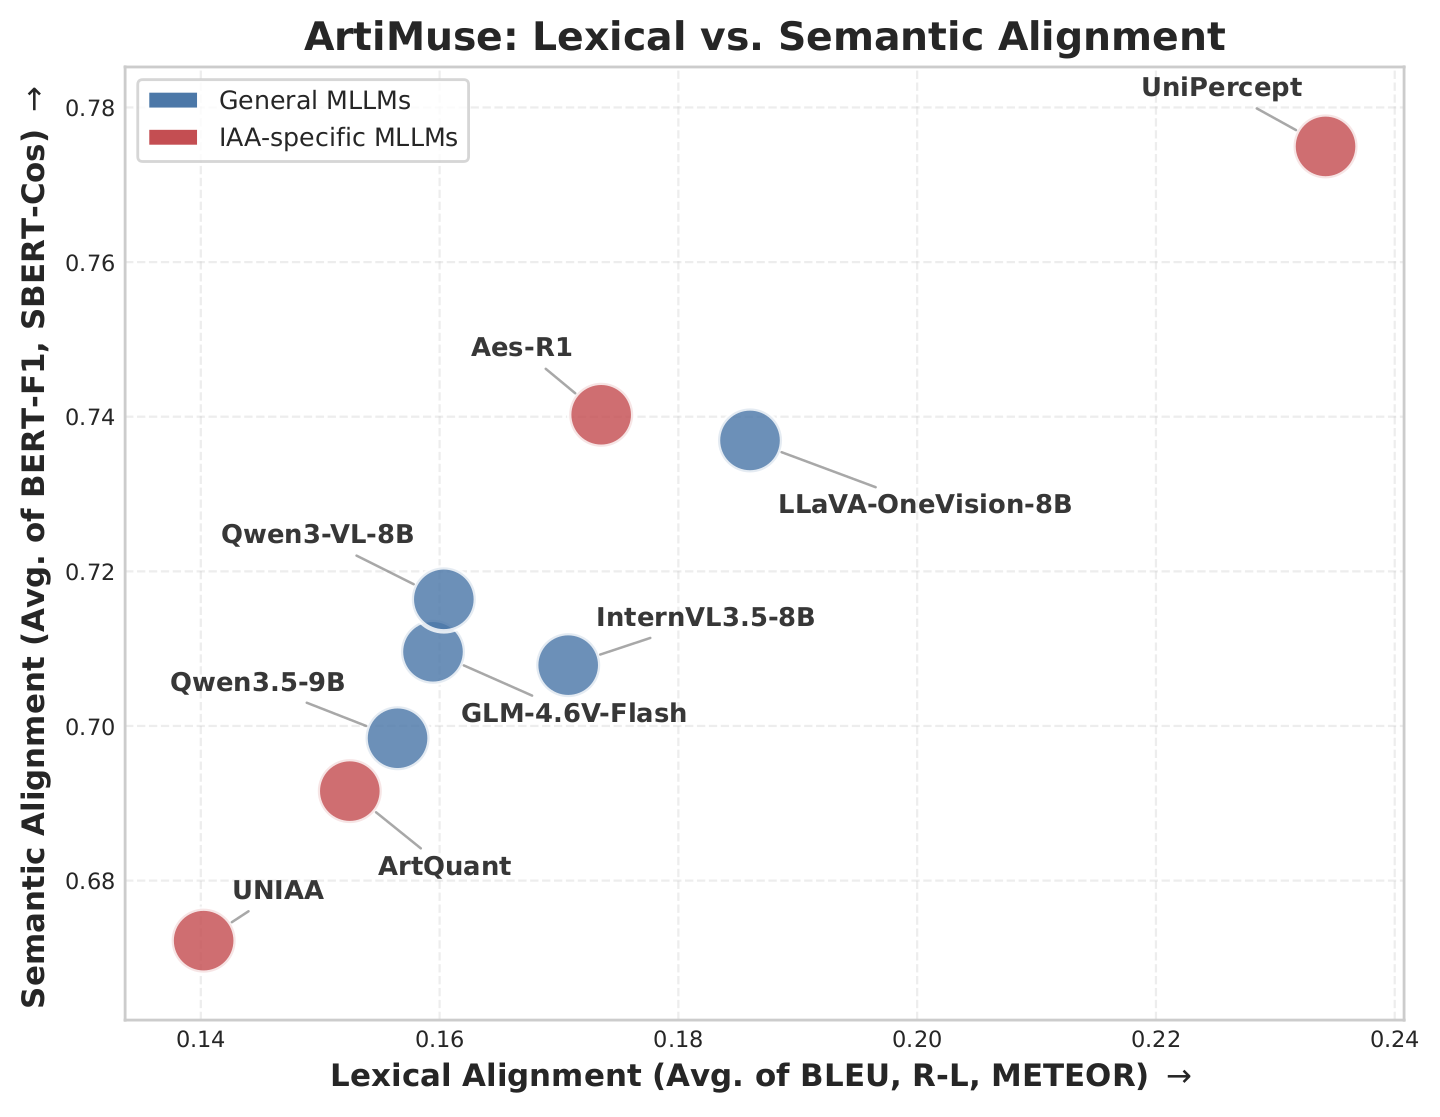 ArtiMuse: Lexical vs. Semantic Alignment
General MLLMs
IAA-specific MLLMs
UniPercept
Aes-R1
LLaVA-OneVision-8B
Qwen3-VL-8B
InternVL3.5-8B
Qwen3.5-9B
GLM-4.6V-Flash
ArtQuant
UNIAA
Semantic Alignment (Avg. of BERT-F1, SBERT-Cos) →
0.78
0.76
0.74
0.72
0.70
0.68
0.14
0.16
0.18
0.20
0.22
0.24
Lexical Alignment (Avg. of BLEU, R-L, METEOR) →